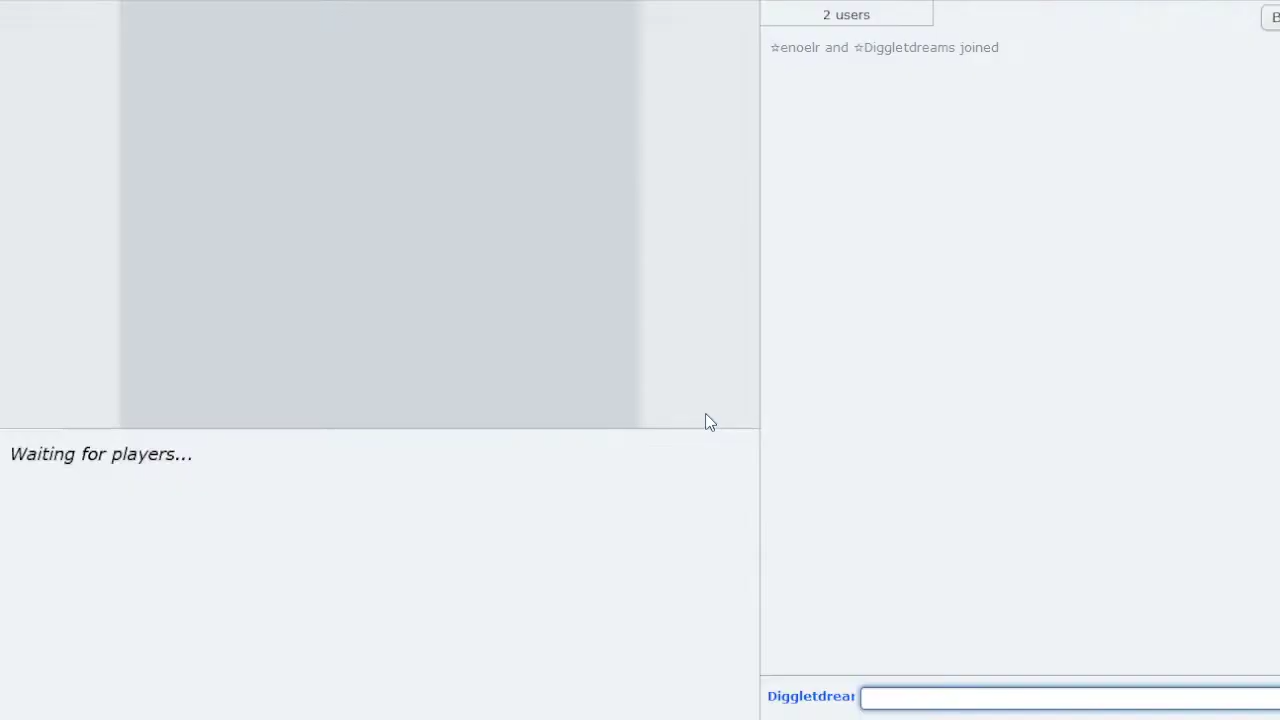 2 users
B
☆enoelr and ☆Diggletdreams joined
Waiting for players...
Diggletdrear